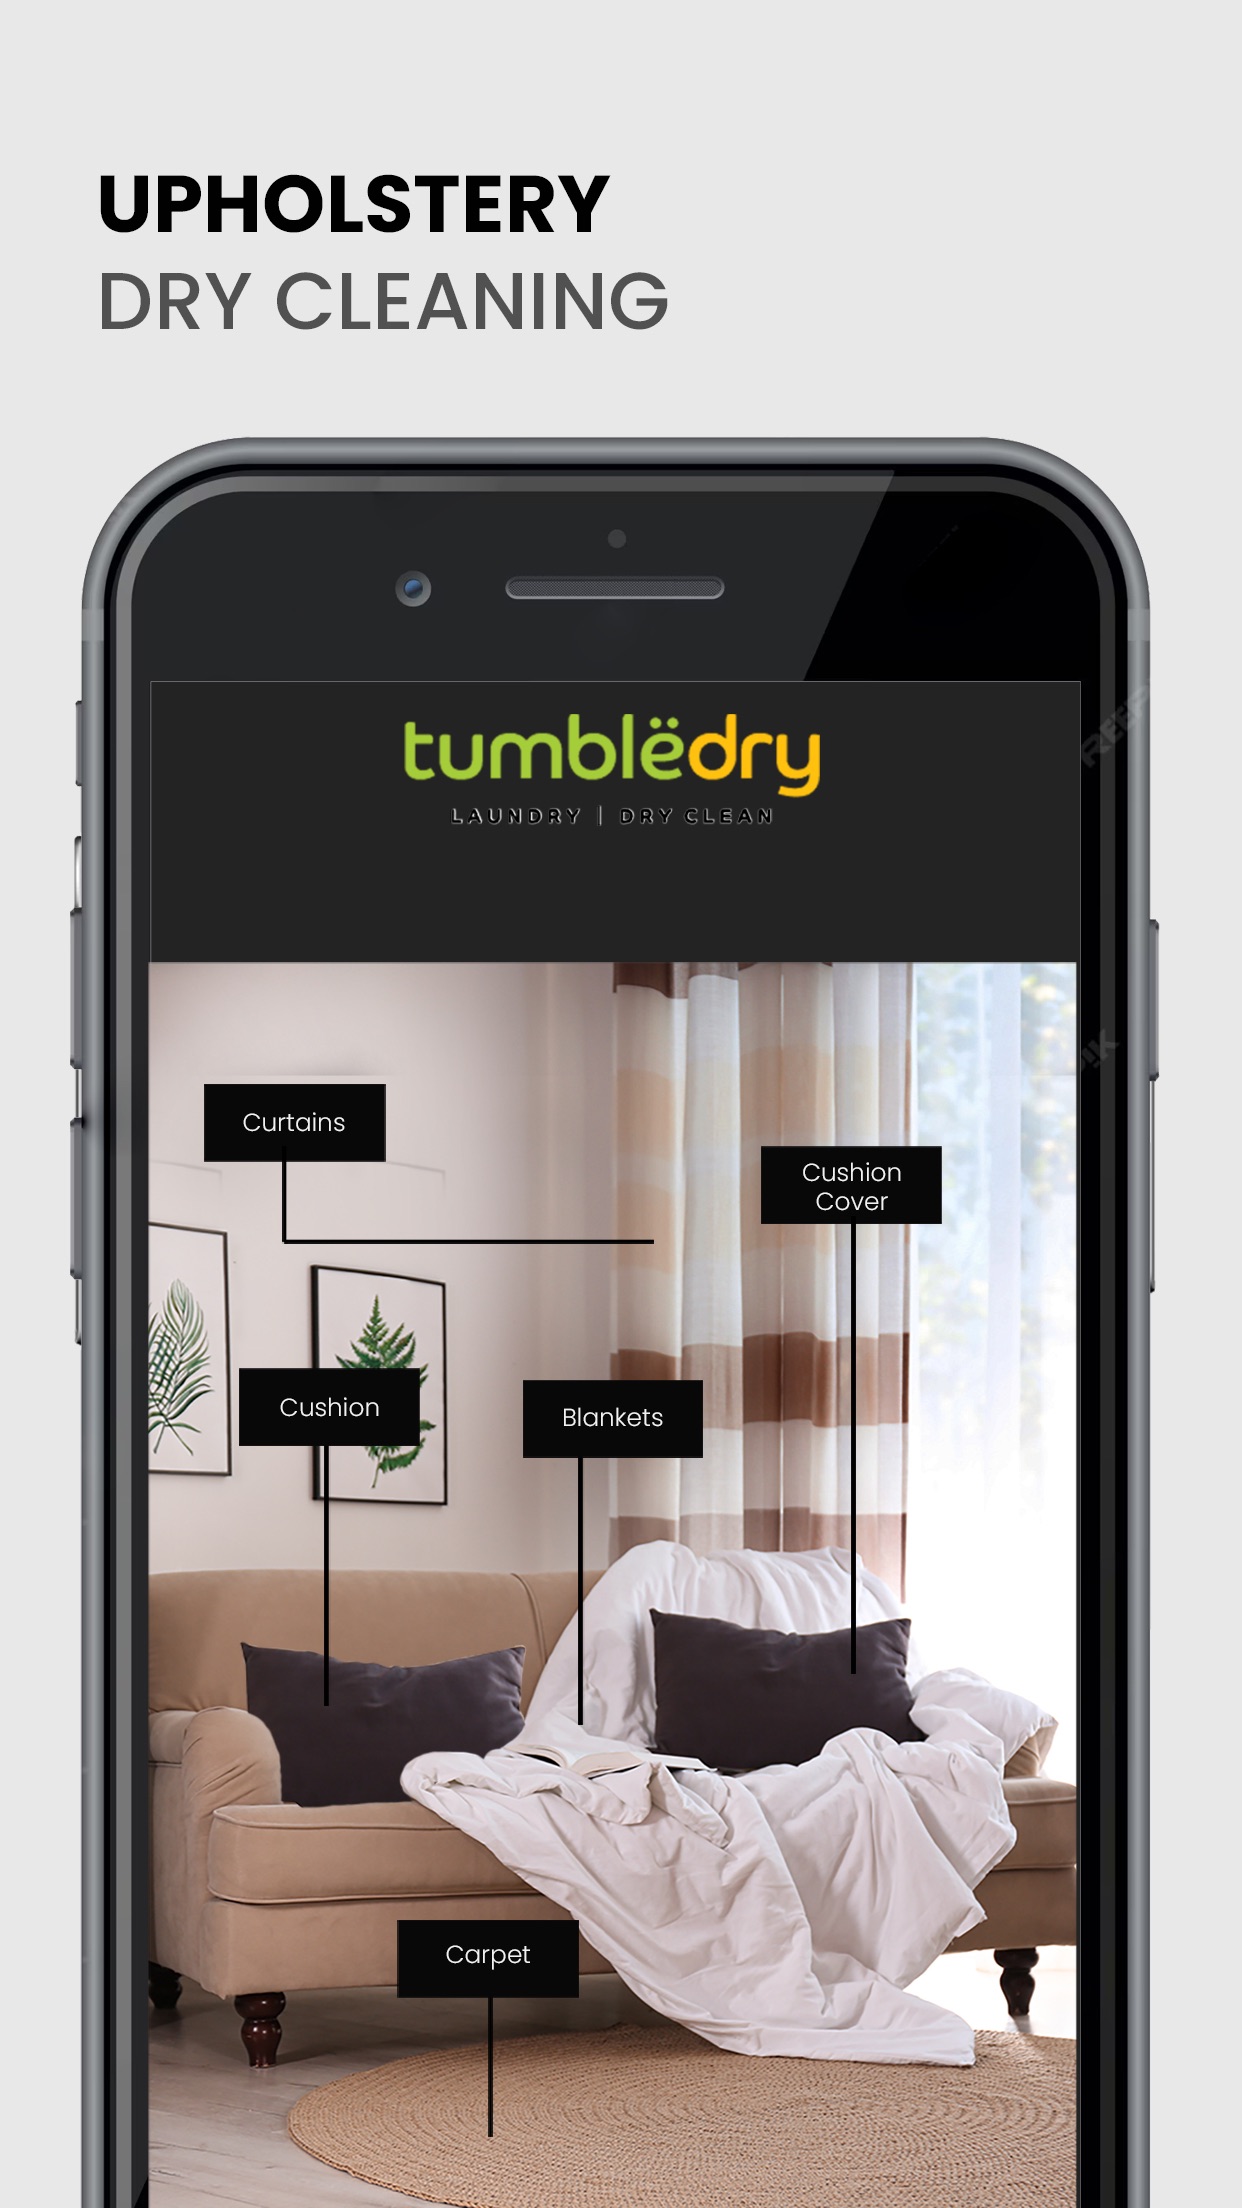 UPHOLSTERY
DRY CLEANING
tumblëdry
LAUNDRY | DRY CLEAN
Curtains
Cushion
Cover
Cushion
Blankets
Carpet